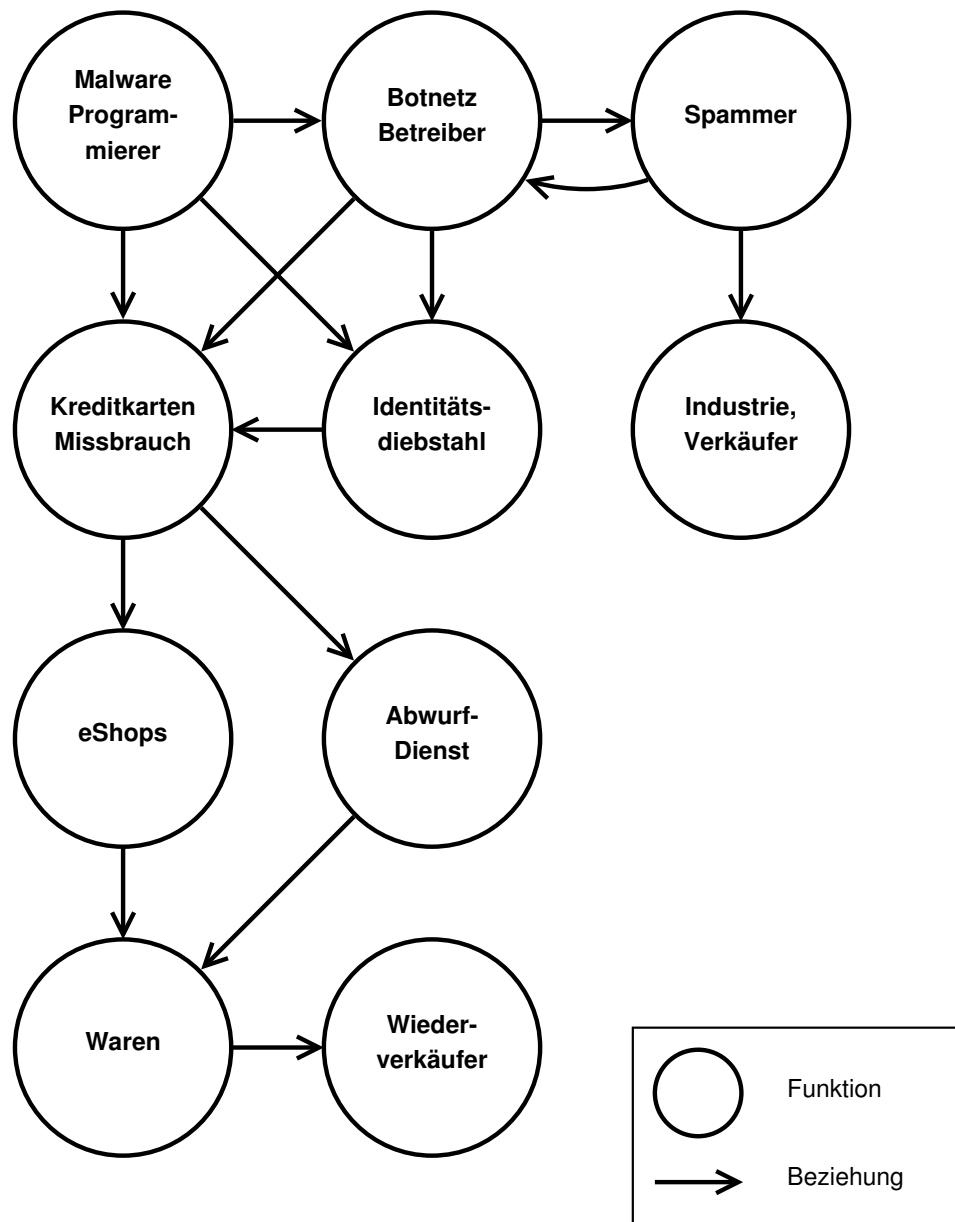 Malware
Program-
mierer
Botnetz
Betreiber
Spammer
Kreditkarten
Missbrauch
Identitäts-
diebstahl
Industrie,
Verkäufer
eShops
Abwurf-
Dienst
Waren
Wieder-
verkäufer
Funktion
Beziehung